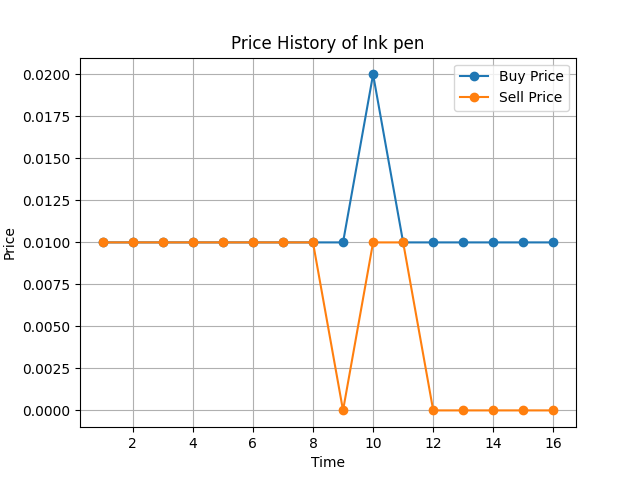 Price History of Ink pen
Buy Price
Sell Price
0.0200
0.0175
0.0150
0.0125
0.0100
0.0075
0.0050
0.0025
0.0000
Price
2 4 6 8 10 12 14 16
Time